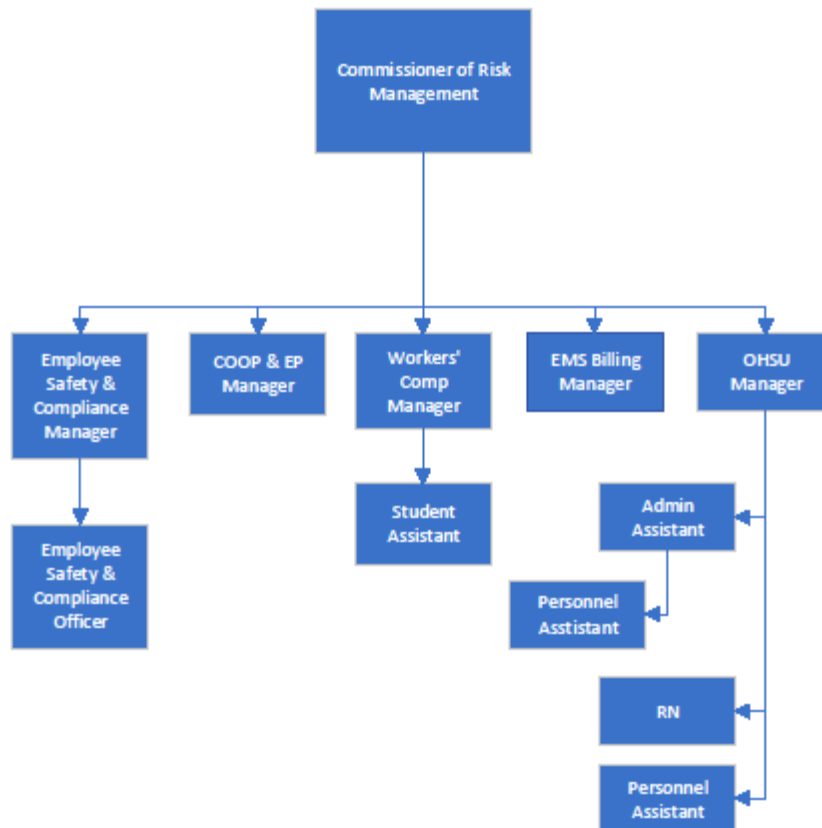 Commissioner of Risk
Management
Employee
Safety &
Compliance
Manager
COOP & EP
Manager
Workers'
Comp
Manager
EMS Billing
Manager
OHSU
Manager
Employee
Safety &
Compliance
Officer
Student
Assistant
Admin
Assistant
Personnel
Asstistant
RN
Personnel
Assistant